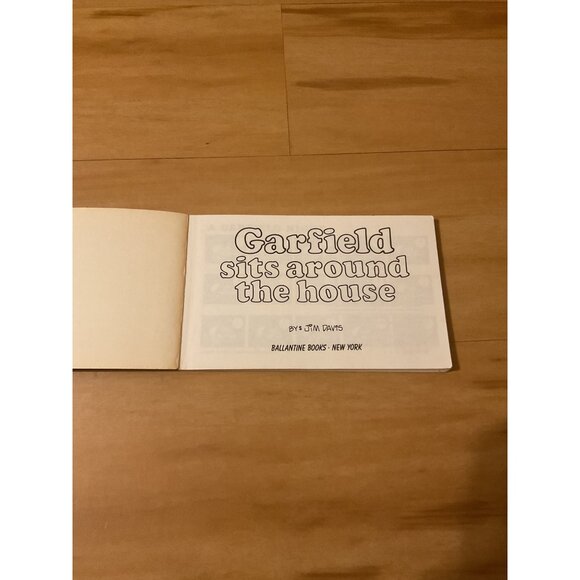 Garfield
sits around
the house
BY: JIM DAVIS
BALLANTINE BOOKS · NEW YORK